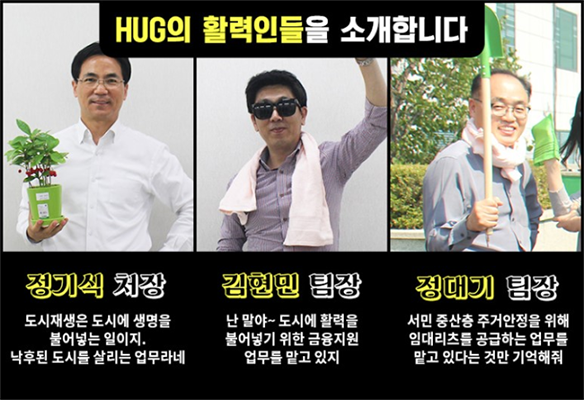 HUG의 활력인들을 소개합니다
정기식 처장
도시재생은 도시에 생명을
불어넣는 일이지.
낙후된 도시를 살리는 업무라네
김현민 팀장
난 말야~ 도시에 활력을
불어넣기 위한 금융지원
업무를 맡고 있지
정대기 팀장
서민 중산층 주거안정을 위해
임대리츠를 공급하는 업무를
맡고 있다는 것만 기억해줘